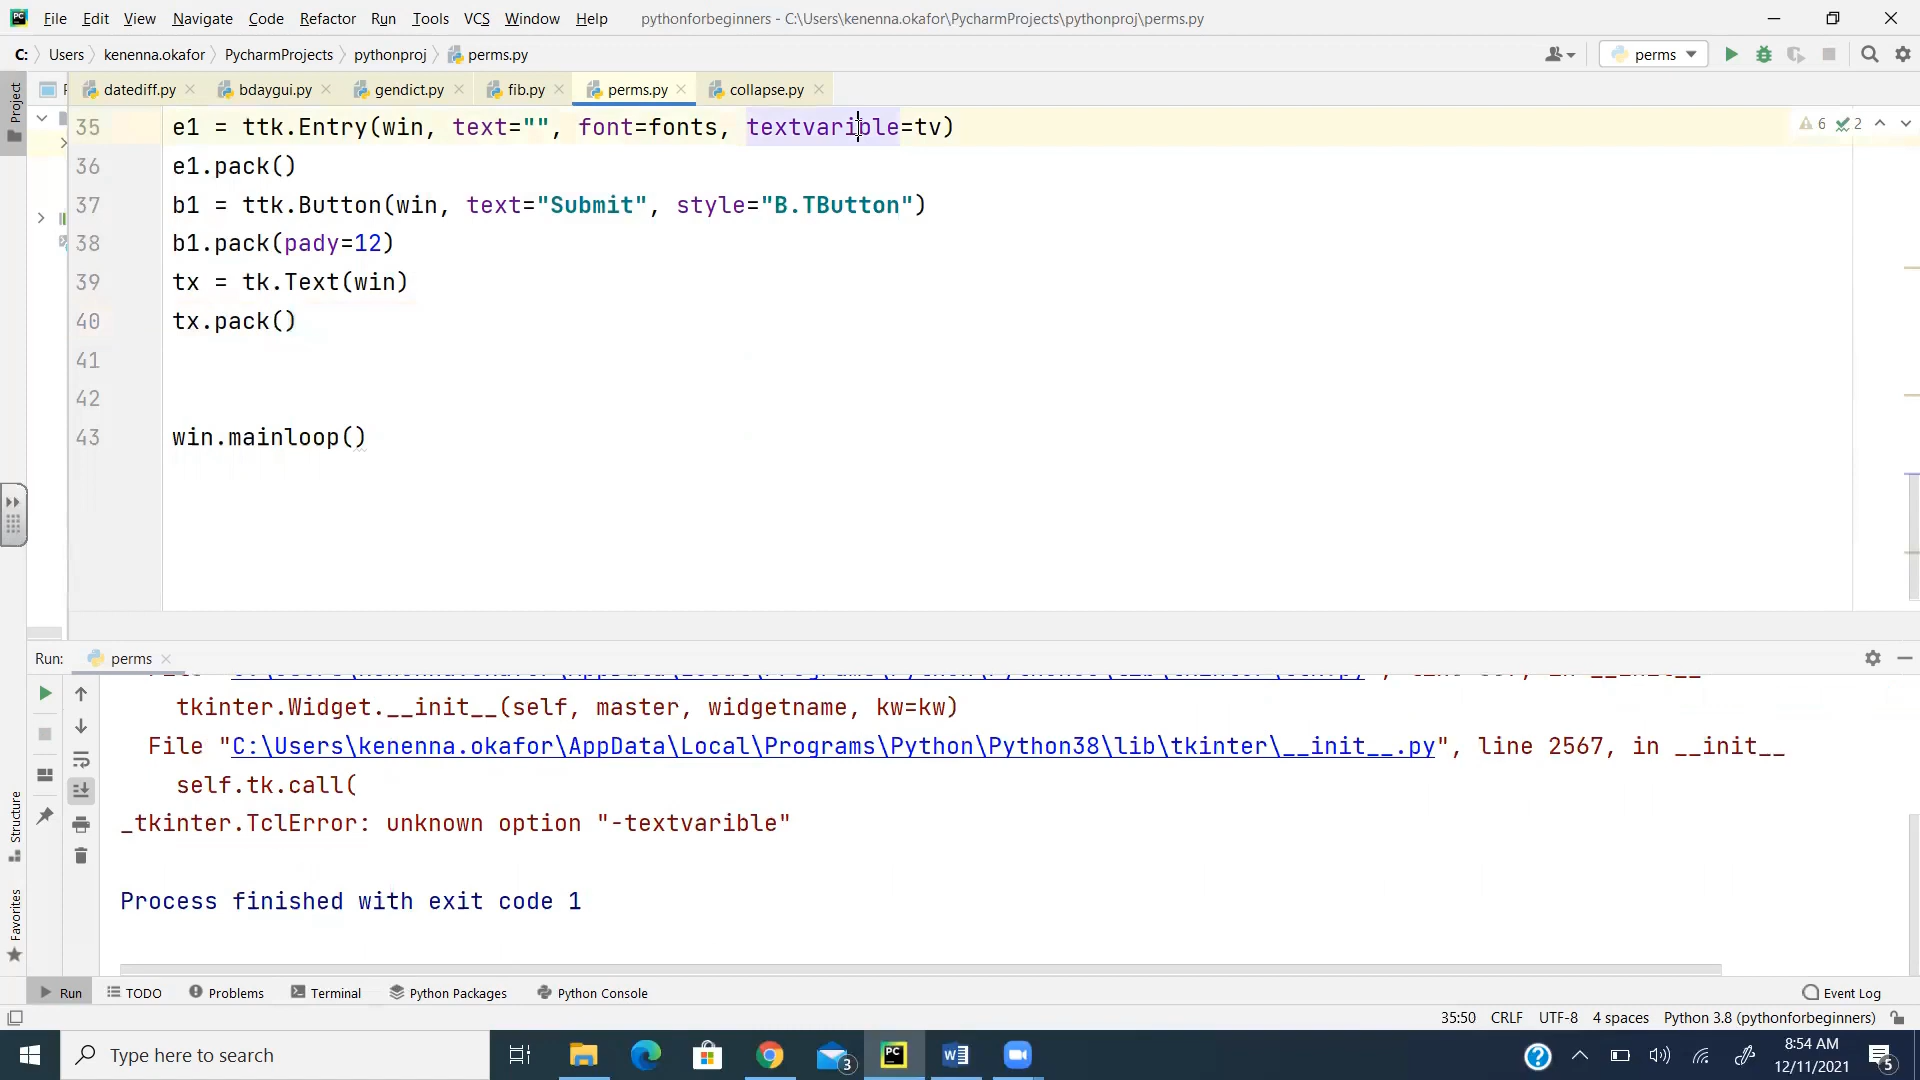 File Edit View Navigate Code Refactor Run Tools VCS Window Help pythonforbeginners - C:\Users\kenenna.okafor\PycharmProjects\pythonproj\perms.py
C: Users kenenna.okafor PycharmProjects pythonproj perms.py perms
Project
datediff.py bdaygui.py gendict.py fib.py perms.py collapse.py
35 e1 = ttk.Entry(win, text="", font=fonts, textvarible=tv) 6 2
36 e1.pack()
37 b1 = ttk.Button(win, text="Submit", style="B.TButton")
38 b1.pack(pady=12)
39 tx = tk.Text(win)
40 tx.pack()
41
42
43 win.mainloop()
Run: perms
tkinter.Widget.__init__(self, master, widgetname, kw=kw)
File "C:\Users\kenenna.okafor\AppData\Local\Programs\Python\Python38\lib\tkinter\__init__.py", line 2567, in __init__
self.tk.call(
_tkinter.TclError: unknown option "-textvarible"
Process finished with exit code 1
Structure
Favorites
Run TODO Problems Terminal Python Packages Python Console Event Log
35:50 CRLF UTF-8 4 spaces Python 3.8 (pythonforbeginners)
Type here to search
3
8:54 AM
12/11/2021
5